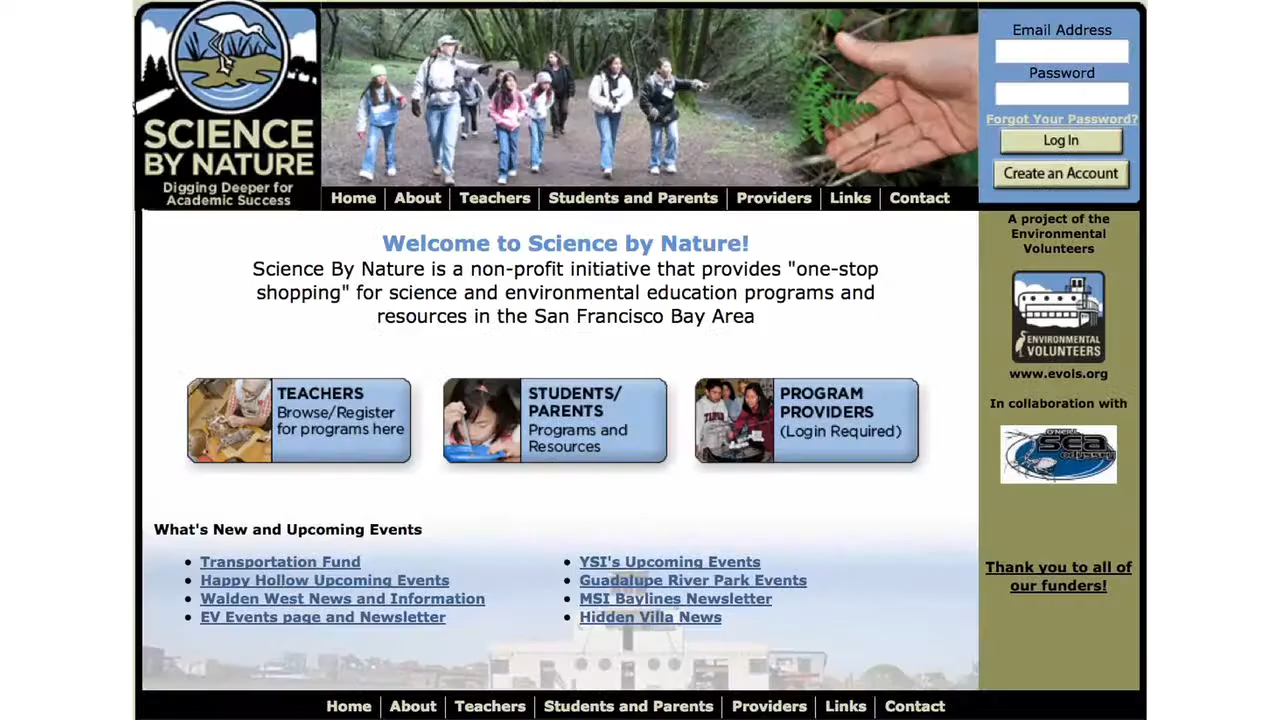 SCIENCE
BY NATURE
Digging Deeper for
Academic Success
Email Address
Password
Forgot Your Password?
Log In
Create an Account
Home
About
Teachers
Students and Parents
Providers
Links
Contact
Welcome to Science by Nature!
Science By Nature is a non-profit initiative that provides "one-stop
shopping" for science and environmental education programs and
resources in the San Francisco Bay Area
TEACHERS
Browse/Register
for programs here
STUDENTS/
PARENTS
Programs and
Resources
PROGRAM
PROVIDERS
(Login Required)
What's New and Upcoming Events
Transportation Fund
Happy Hollow Upcoming Events
Walden West News and Information
EV Events page and Newsletter
YSI's Upcoming Events
Guadalupe River Park Events
MSI Baylines Newsletter
Hidden Villa News
A project of the
Environmental
Volunteers
ENVIRONMENTAL
VOLUNTEERS
www.evols.org
In collaboration with
O'NEILL
SEA
odyssey
Thank you to all of
our funders!
Home
About
Teachers
Students and Parents
Providers
Links
Contact